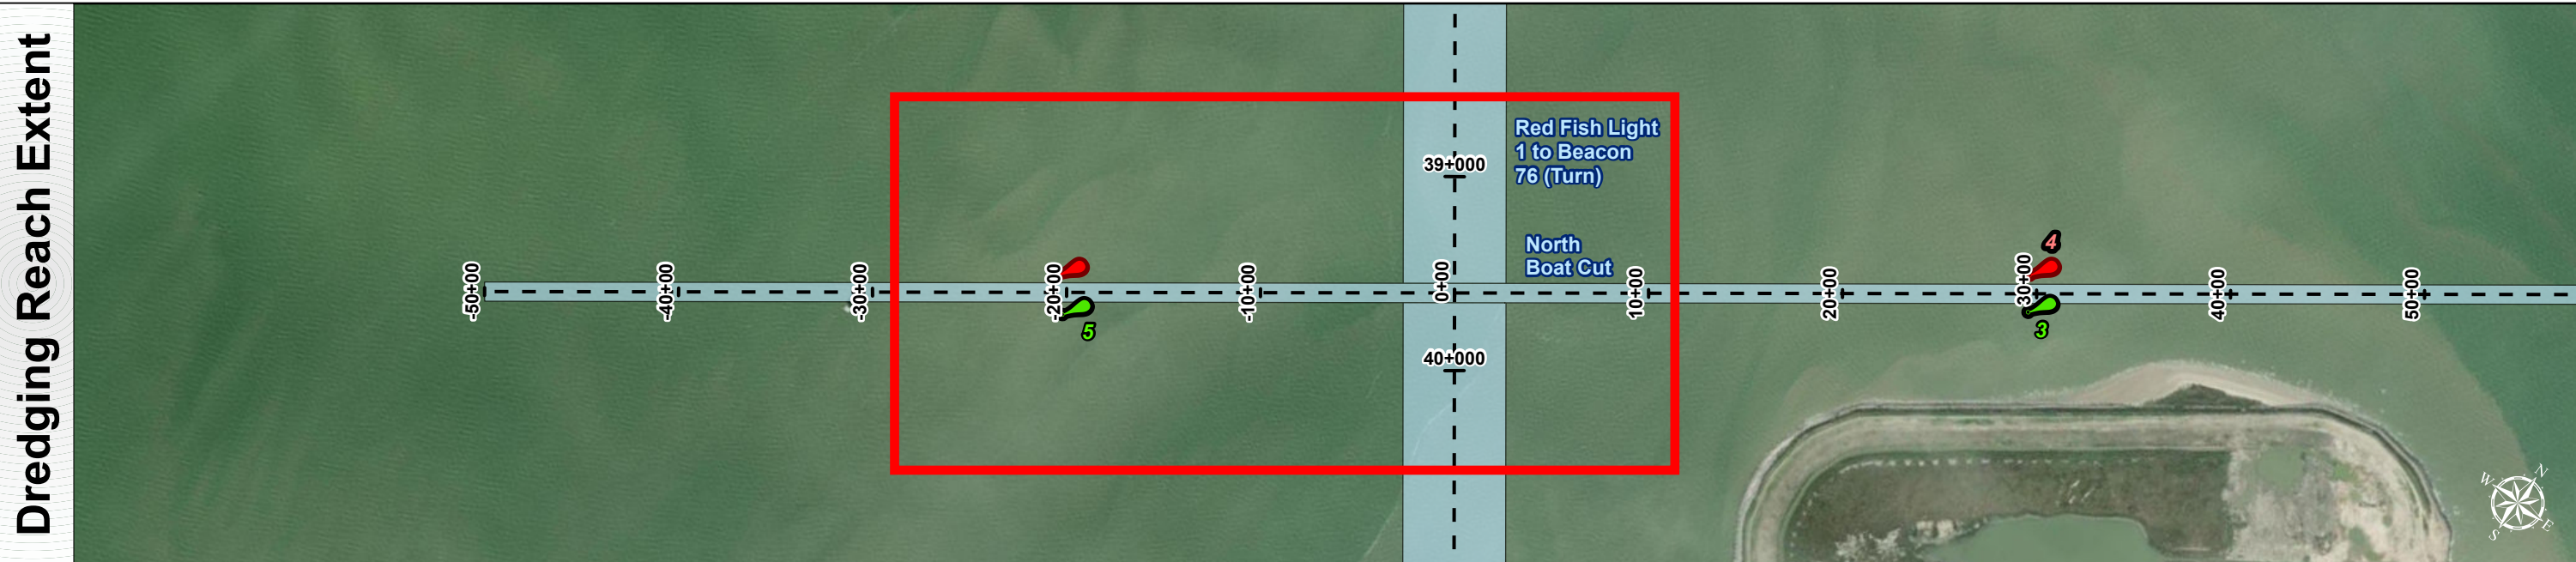 Dredging Reach Extent
Red Fish Light
1 to Beacon
76 (Turn)
39+000
North
Boat Cut
4
-50+00
-40+00
-30+00
-20+00
-10+00
0+00
10+00
20+00
30+00
40+00
50+00
5
3
40+000
W
N
S
E